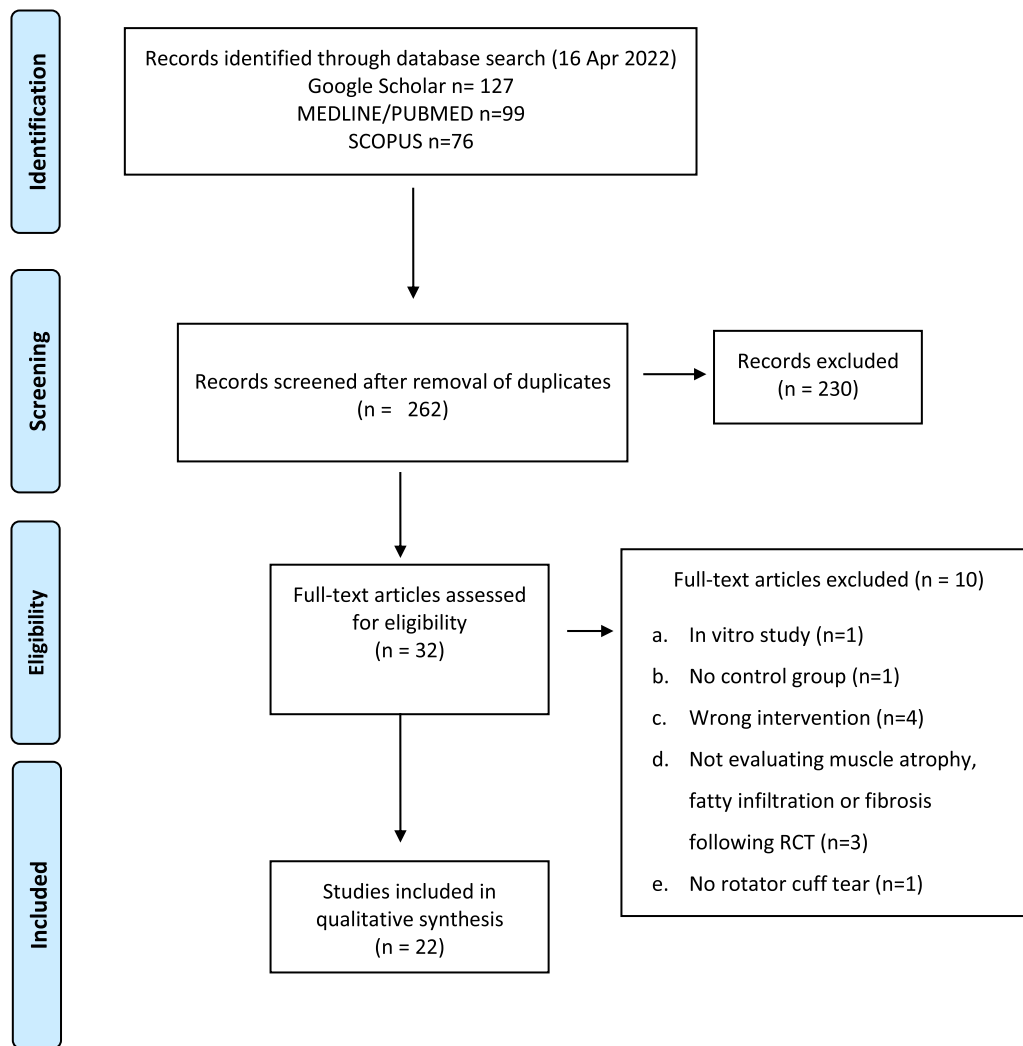 Identification
Records identified through database search (16 Apr 2022)
Google Scholar n= 127
MEDLINE/PUBMED n=99
SCOPUS n=76
Screening
Records screened after removal of duplicates
(n = 262)
Records excluded
(n = 230)
Eligibility
Full-text articles assessed
for eligibility
(n = 32)
Full-text articles excluded (n = 10)
a. In vitro study (n=1)
b. No control group (n=1)
c. Wrong intervention (n=4)
d. Not evaluating muscle atrophy,
fatty infiltration or fibrosis
following RCT (n=3)
e. No rotator cuff tear (n=1)
Included
Studies included in
qualitative synthesis
(n = 22)